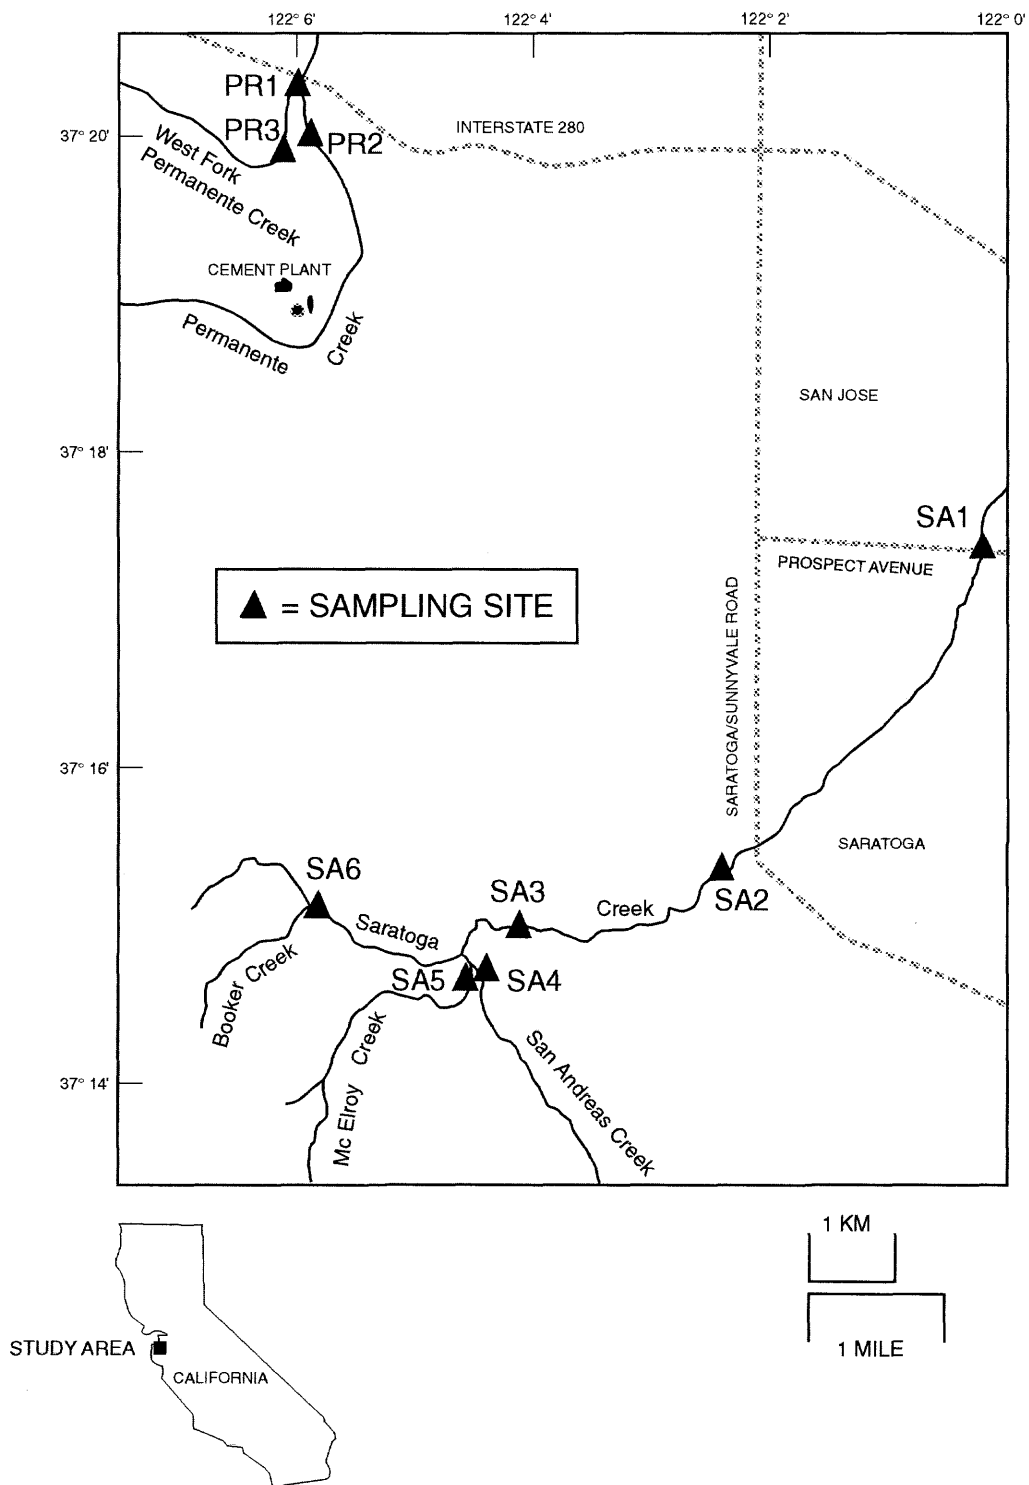 122° 6'
122° 4'
122° 2'
122° 0'
PR1
PR3
PR2
37° 20'
INTERSTATE 280
West Fork
Permanente Creek
CEMENT PLANT
Permanente
Creek
SAN JOSE
37° 18'
SA1
PROSPECT AVENUE
▲ = SAMPLING SITE
SARATOGA/SUNNYVALE ROAD
37° 16'
SARATOGA
SA6
SA3
SA2
Creek
Saratoga
SA5
SA4
Booker Creek
Mc Elroy Creek
San Andreas Creek
37° 14'
1 KM
1 MILE
STUDY AREA
CALIFORNIA